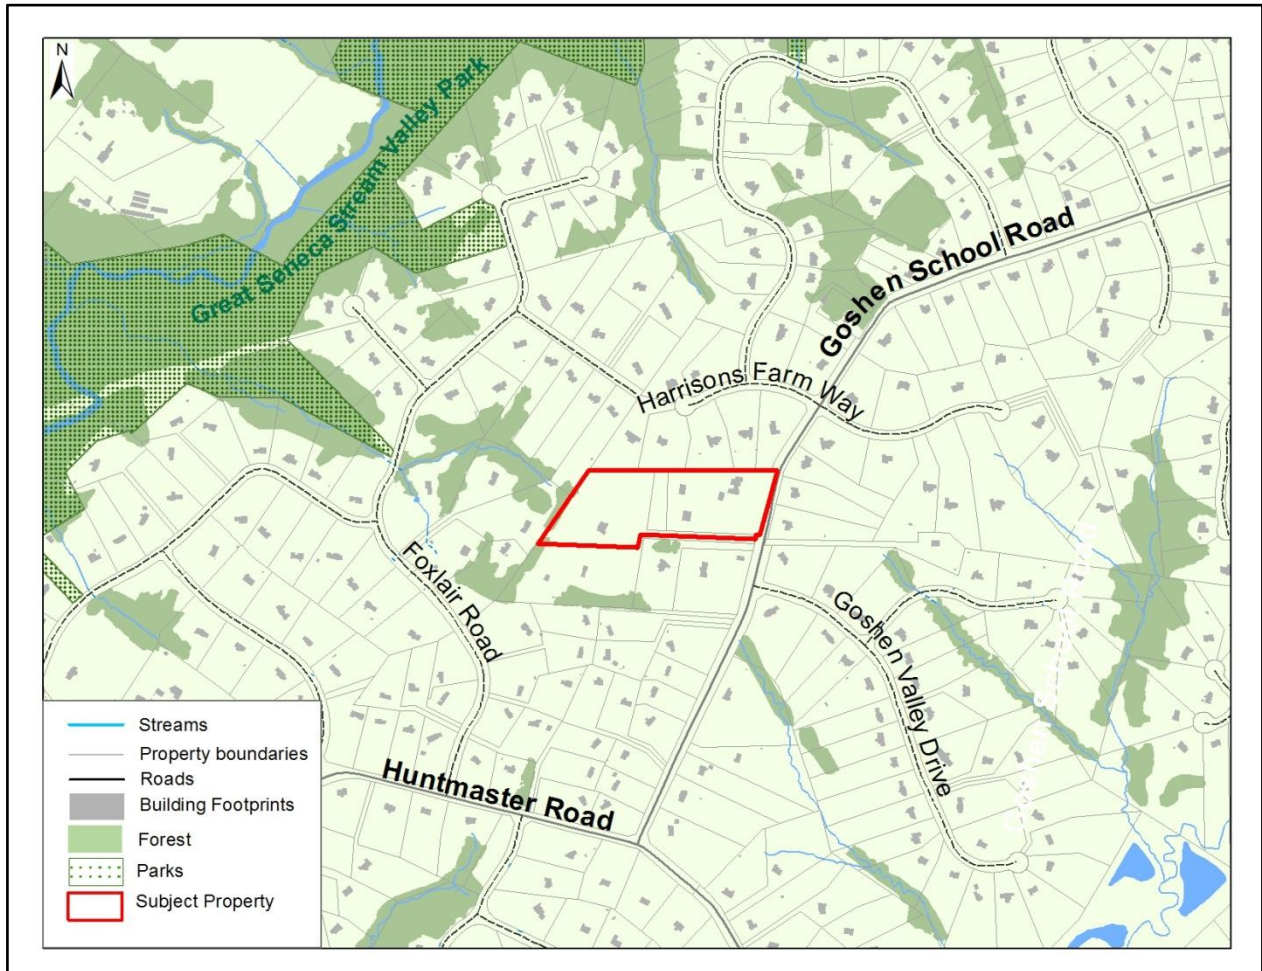 N
Great Seneca Stream Valley Park
Goshen School Road
Harrisons Farm Way
Foxlair Road
Goshen Valley Drive
Huntmaster Road
Streams
Property boundaries
Roads
Building Footprints
Forest
Parks
Subject Property